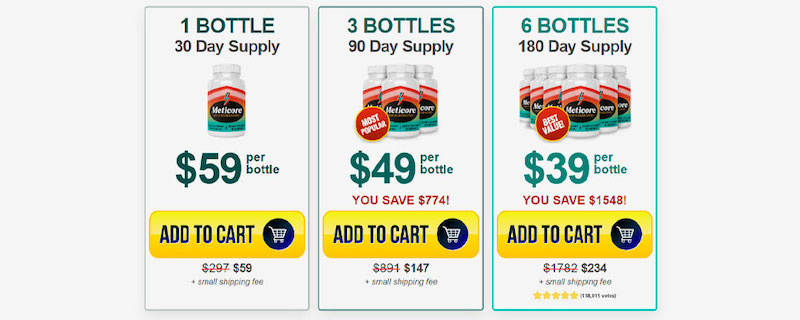 1 BOTTLE
30 Day Supply
Meticore
$59 per bottle
ADD TO CART
$297 $59
+ small shipping fee
3 BOTTLES
90 Day Supply
Meticore
MOST POPULAR
$49 per bottle
YOU SAVE $774!
ADD TO CART
$891 $147
+ small shipping fee
6 BOTTLES
180 Day Supply
Meticore
BEST VALUE!
$39 per bottle
YOU SAVE $1548!
ADD TO CART
$1782 $234
+ small shipping fee
(118,015 votes)